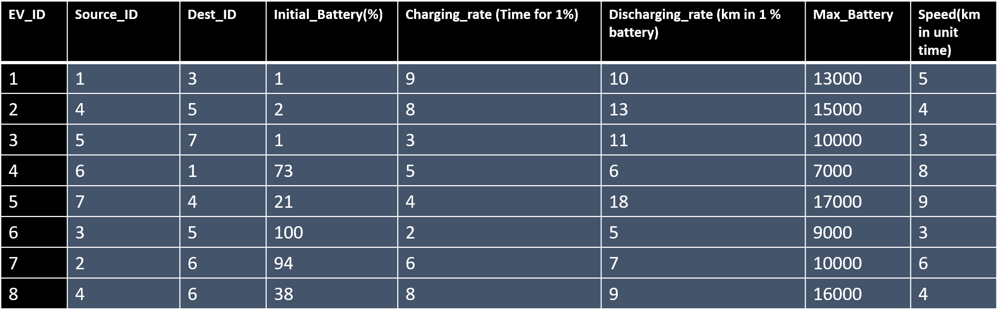 EV_ID Source_ID Dest_ID Initial_Battery(%) Charging_rate (Time for 1%) Discharging_rate (km in 1 % battery) Max_Battery Speed(km in unit time)
1 1 3 1 9 10 13000 5
2 4 5 2 8 13 15000 4
3 5 7 1 3 11 10000 3
4 6 1 73 5 6 7000 8
5 7 4 21 4 18 17000 9
6 3 5 100 2 5 9000 3
7 2 6 94 6 7 10000 6
8 4 6 38 8 9 16000 4